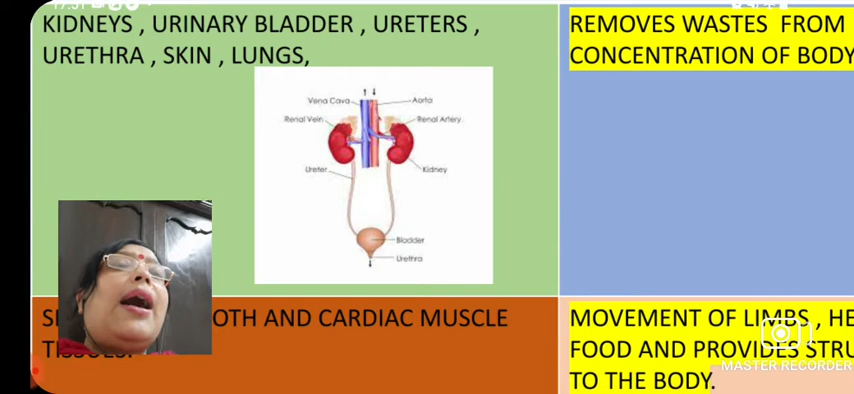 17:51
KIDNEYS , URINARY BLADDER , URETERS ,
URETHRA , SKIN , LUNGS,
REMOVES WASTES FROM
CONCENTRATION OF BODY
Vena Cava
Aorta
Renal Vein
Renal Artery
Ureter
Kidney
Bladder
Urethra
OTH AND CARDIAC MUSCLE
MOVEMENT OF LIMBS , HE
FOOD AND PROVIDES STRU
TO THE BODY.
MASTER RECORDER